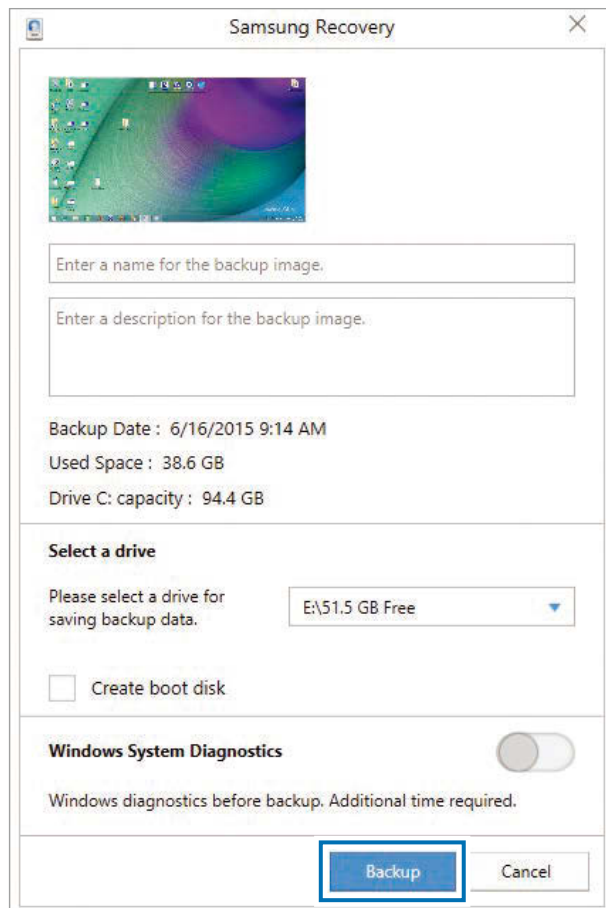 Samsung Recovery
Enter a name for the backup image.
Enter a description for the backup image.
Backup Date : 6/16/2015 9:14 AM
Used Space : 38.6 GB
Drive C: capacity : 94.4 GB
Select a drive
Please select a drive for
saving backup data.
E:\51.5 GB Free
Create boot disk
Windows System Diagnostics
Windows diagnostics before backup. Additional time required.
Backup
Cancel